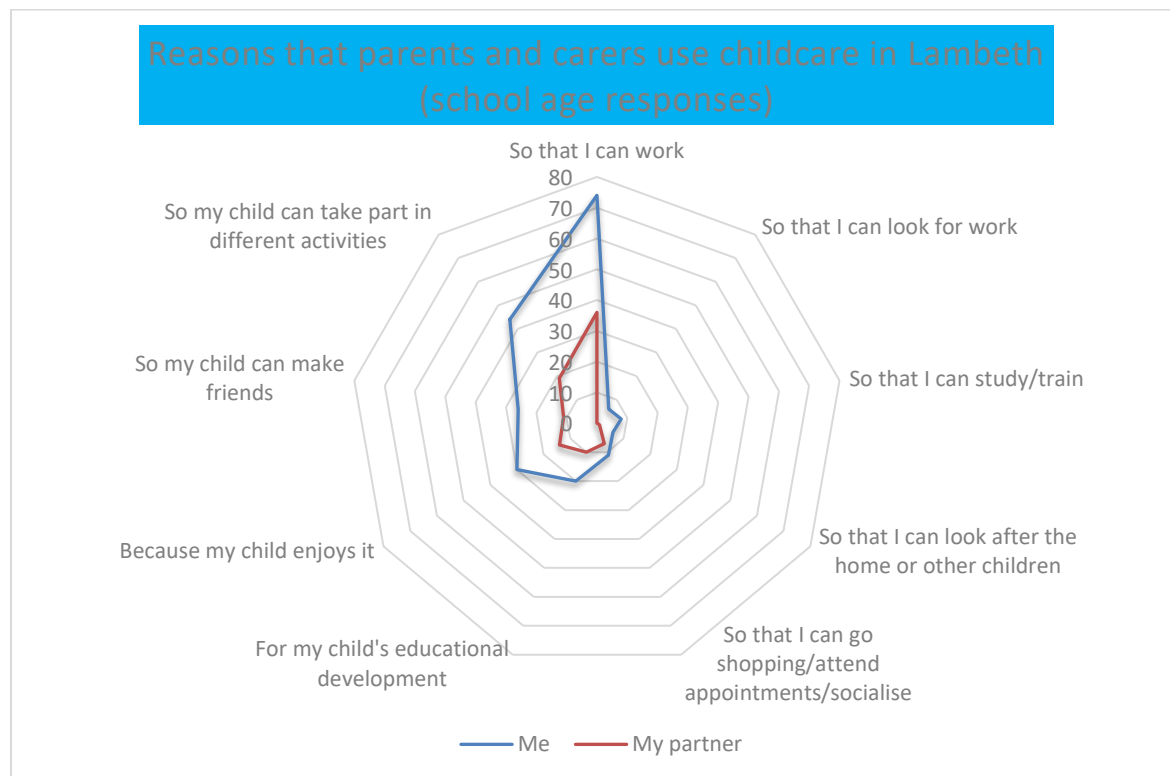 Reasons that parents and carers use childcare in Lambeth
(school age responses)
So that I can work
80
70
60
50
40
30
20
10
0
So that I can look for work
So that I can study/train
So that I can look after the
home or other children
So that I can go
shopping/attend
appointments/socialise
For my child's educational
development
Because my child enjoys it
So my child can make
friends
So my child can take part in
different activities
Me
My partner